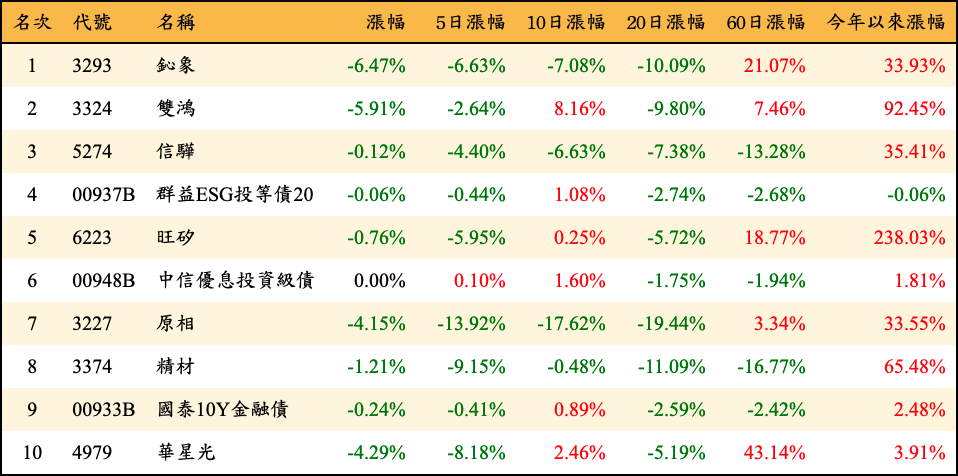 名次 代號 名稱 漲幅 5日漲幅 10日漲幅 20日漲幅 60日漲幅 今年以來漲幅
1 3293 鈊象 -6.47% -6.63% -7.08% -10.09% 21.07% 33.93%
2 3324 雙鴻 -5.91% -2.64% 8.16% -9.80% 7.46% 92.45%
3 5274 信驊 -0.12% -4.40% -6.63% -7.38% -13.28% 35.41%
4 00937B 群益ESG投等債20 -0.06% -0.44% 1.08% -2.74% -2.68% -0.06%
5 6223 旺矽 -0.76% -5.95% 0.25% -5.72% 18.77% 238.03%
6 00948B 中信優息投資級債 0.00% 0.10% 1.60% -1.75% -1.94% 1.81%
7 3227 原相 -4.15% -13.92% -17.62% -19.44% 3.34% 33.55%
8 3374 精材 -1.21% -9.15% -0.48% -11.09% -16.77% 65.48%
9 00933B 國泰10Y金融債 -0.24% -0.41% 0.89% -2.59% -2.42% 2.48%
10 4979 華星光 -4.29% -8.18% 2.46% -5.19% 43.14% 3.91%